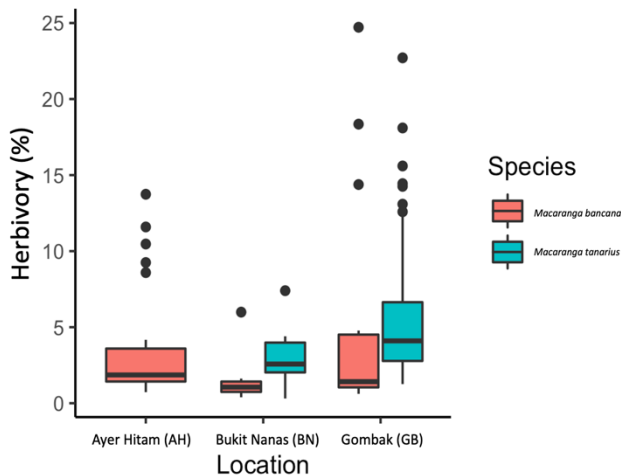 25
20
15
10
5
0
Herbivory (%)
Ayer Hitam (AH) Bukit Nanas (BN) Gombak (GB)
Location
Species
Macaranga bancana
Macaranga tanarius